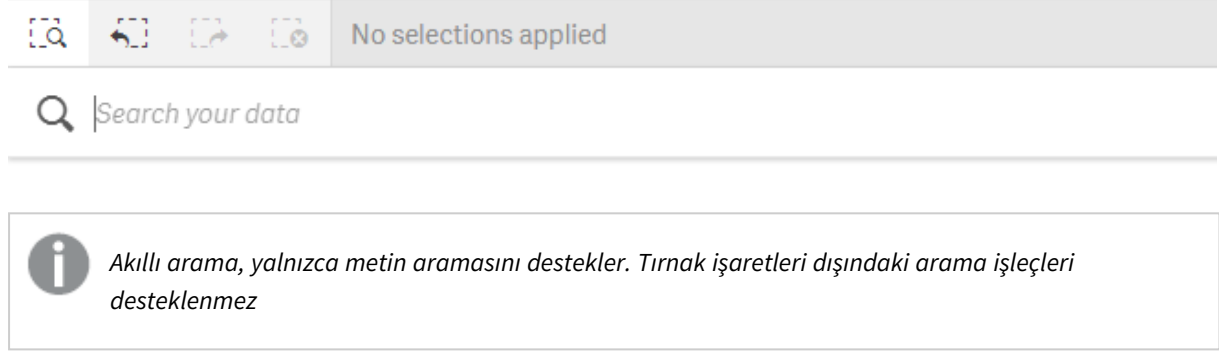 No selections applied
Search your data
Akıllı arama, yalnızca metin aramasını destekler. Tırnak işaretleri dışındaki arama işleçleri
desteklenmez